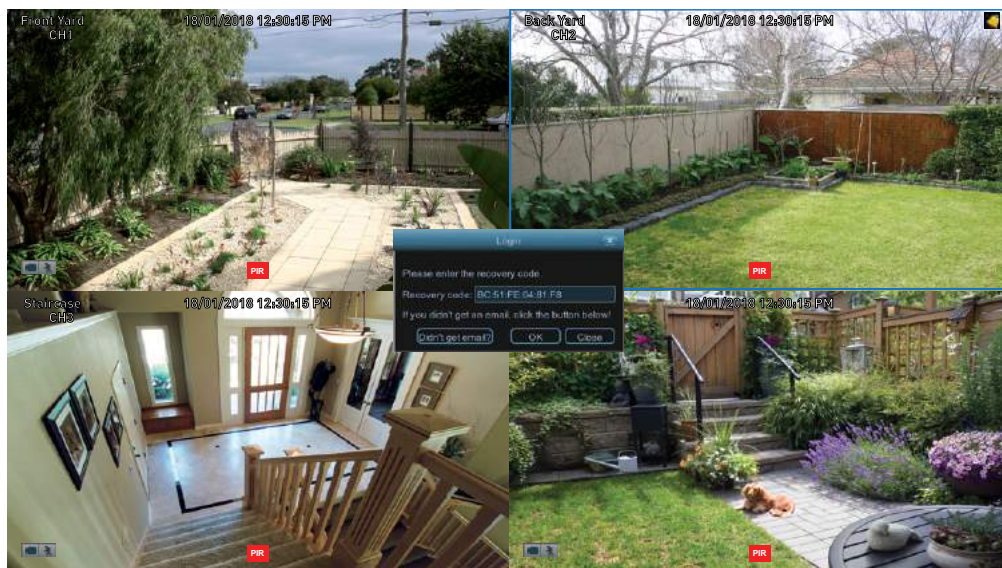 Front Yard
CH1
18/01/2018 12:30:15 PM
Back Yard
CH2
18/01/2018 12:30:15 PM
PIR
PIR
Login
Please enter the recovery code.
Recovery code: BC:51:FE:04:81:F8
If you didn't get an email, click the button below!
Didn't get email?
OK
Close
Staircase
CH3
18/01/2018 12:30:15 PM
18/01/2018 12:30:15 PM
PIR
PIR